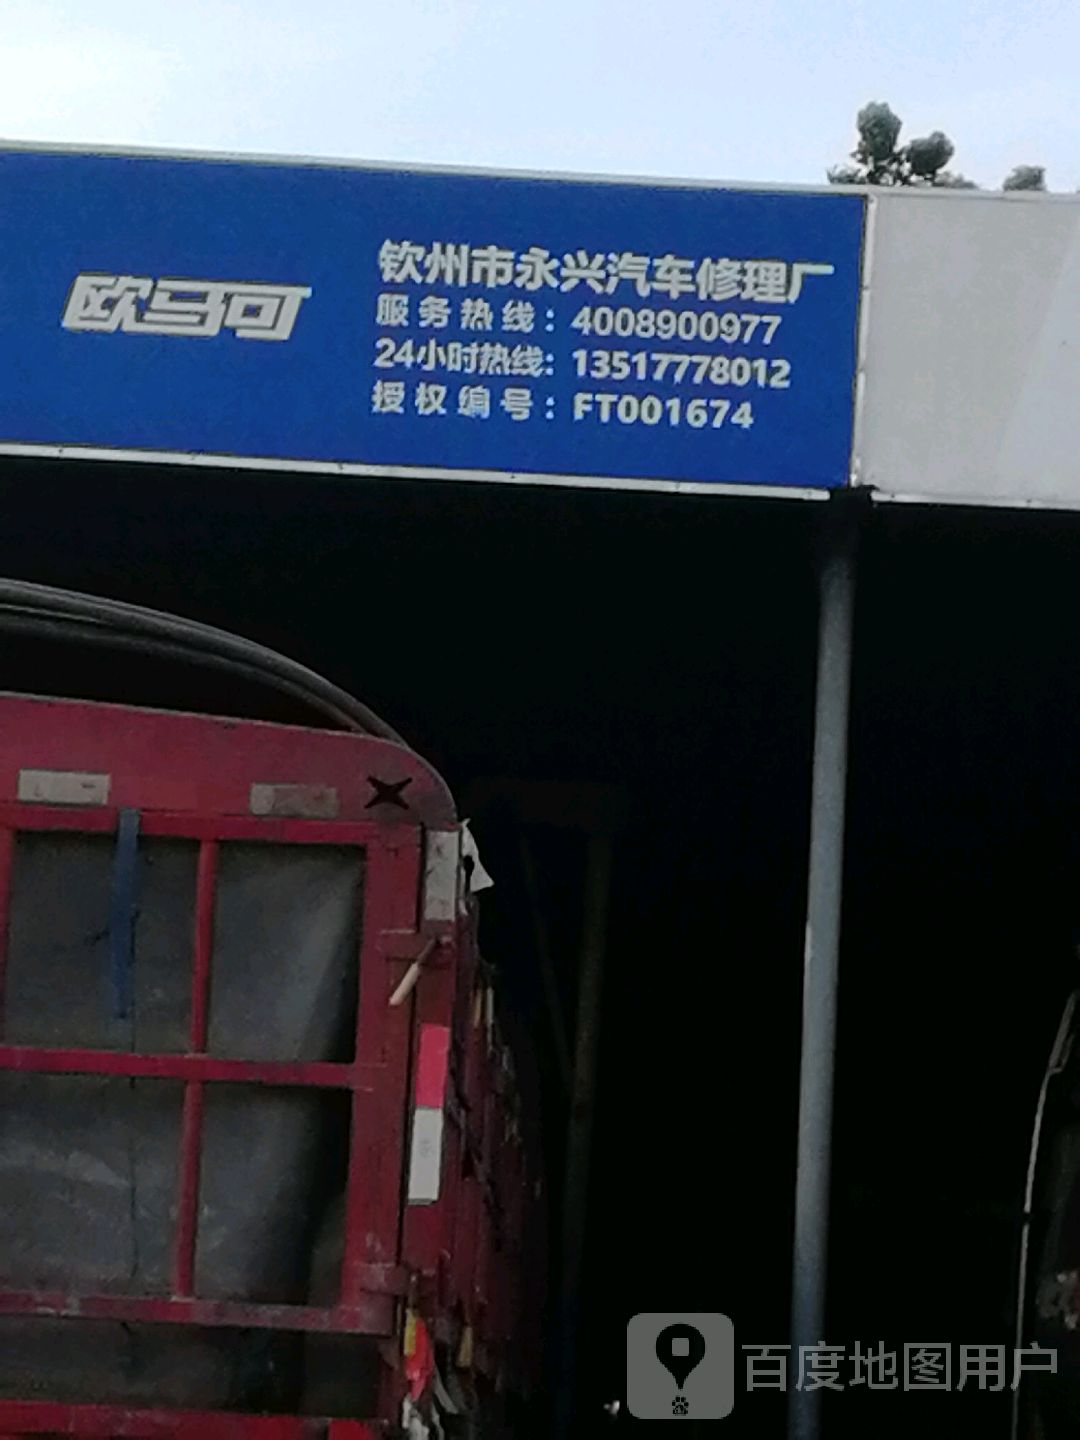 欧马可
钦州市永兴汽车修理厂
服务热线：4008900977
24小时热线：13517778012
授权编号：FT001674
百度地图用户